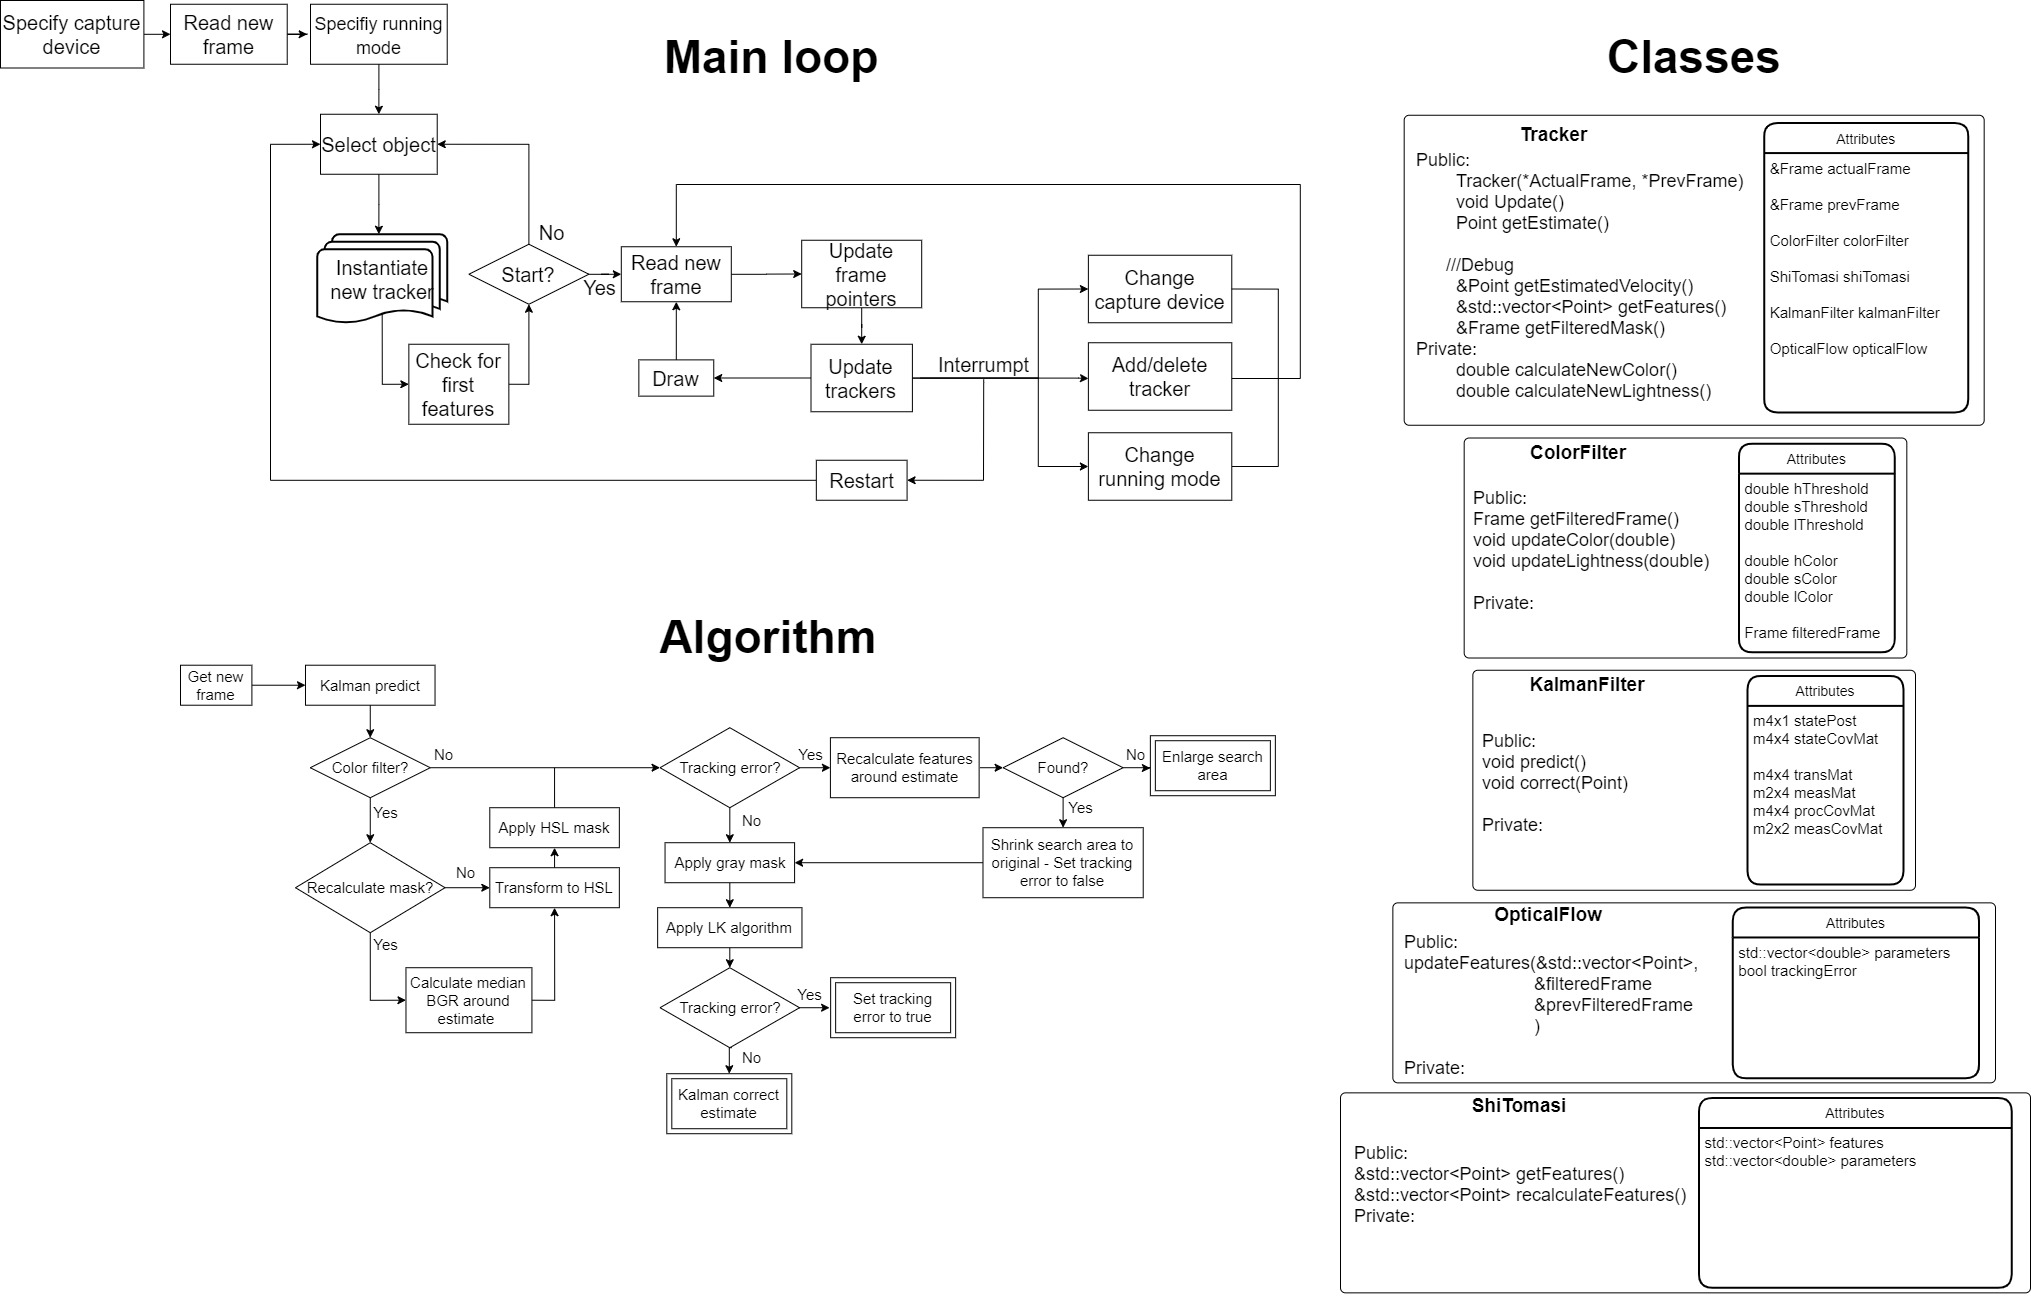 Specify capture
device
Read new
frame
Specifiy running
mode
Main loop
Select object
Instantiate
new tracker
Check for
first
features
Start?
No
Yes
Read new
frame
Update
frame
pointers
Update
trackers
Draw
Interrumpt
Change
capture device
Add/delete
tracker
Change
running mode
Restart
Algorithm
Get new
frame
Kalman predict
Color filter?
No
Yes
Recalculate mask?
No
Yes
Calculate median
BGR around
estimate
Transform to HSL
Apply HSL mask
Tracking error?
Yes
No
Recalculate features
around estimate
Found?
No
Yes
Enlarge search
area
Shrink search area to
original - Set tracking
error to false
Apply gray mask
Apply LK algorithm
Tracking error?
Yes
No
Set tracking
error to true
Kalman correct
estimate
Classes
Tracker
Public:
Tracker(*ActualFrame, *PrevFrame)
void Update()
Point getEstimate()
///Debug
&Point getEstimatedVelocity()
&std::vector<Point> getFeatures()
&Frame getFilteredMask()
Private:
double calculateNewColor()
double calculateNewLightness()
Attributes
&Frame actualFrame
&Frame prevFrame
ColorFilter colorFilter
ShiTomasi shiTomasi
KalmanFilter kalmanFilter
OpticalFlow opticalFlow
ColorFilter
Public:
Frame getFilteredFrame()
void updateColor(double)
void updateLightness(double)
Private:
Attributes
double hThreshold
double sThreshold
double lThreshold
double hColor
double sColor
double lColor
Frame filteredFrame
KalmanFilter
Public:
void predict()
void correct(Point)
Private:
Attributes
m4x1 statePost
m4x4 stateCovMat
m4x4 transMat
m2x4 measMat
m4x4 procCovMat
m2x2 measCovMat
OpticalFlow
Public:
updateFeatures(&std::vector<Point>,
&filteredFrame
&prevFilteredFrame
)
Private:
Attributes
std::vector<double> parameters
bool trackingError
ShiTomasi
Public:
&std::vector<Point> getFeatures()
&std::vector<Point> recalculateFeatures()
Private:
Attributes
std::vector<Point> features
std::vector<double> parameters